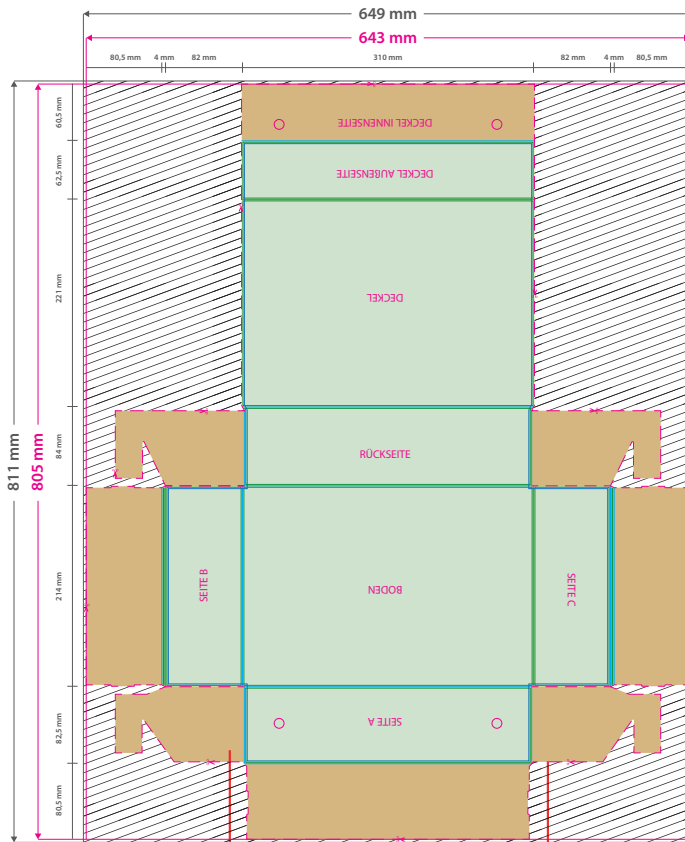 649 mm
643 mm
80,5 mm 4 mm 82 mm 310 mm 82 mm 4 mm 80,5 mm
60,5 mm
DECKEL INNENSEITE
62,5 mm
DECKEL AUßENSEITE
221 mm
DECKEL
84 mm
RÜCKSEITE
811 mm
805 mm
214 mm
SEITE B
BODEN
SEITE C
82,5 mm
SEITE A
80,5 mm